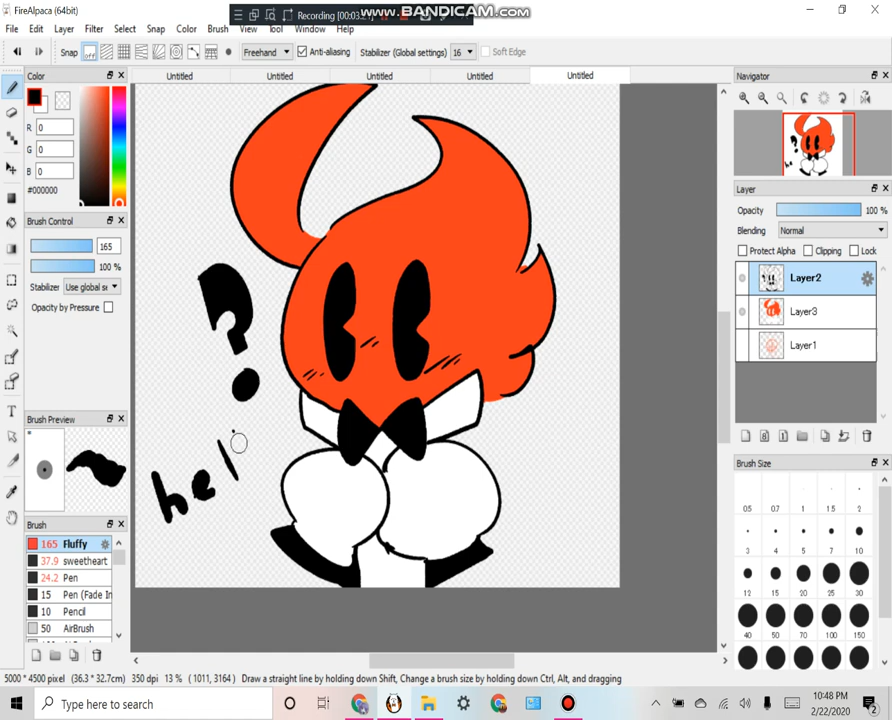 FireAlpaca (64bit)
Recording [00:03:21]
www.BANDICAM.com
File Edit Layer Filter Select Snap Color Brush View Tool Window Help
Snap off Freehand Anti-aliasing Stabilizer (Global settings) 16 Soft Edge
Color
Untitled Untitled Untitled Untitled Untitled
Navigator
R 0
G 0
B 0
#000000
Brush Control
165
100 %
Stabilizer Use global se
Opacity by Pressure
Brush Preview
Brush
165 Fluffy
37.9 sweetheart
24.2 Pen
15 Pen (Fade In
10 Pencil
50 AirBrush
?
hel
Layer
Opacity 100 %
Blending Normal
Protect Alpha Clipping Lock
Layer2
Layer3
Layer1
Brush Size
0.5 0.7 1 1.5 2
3 4 5 7 10
12 15 20 25 30
40 50 70 100 150
5000 * 4500 pixel (36.3 * 32.7cm) 350 dpi 13 % ( 1011, 3164 ) Draw a straight line by holding down Shift, Change a brush size by holding down Ctrl, Alt, and dragging
Type here to search
10:48 PM
2/22/2020
2